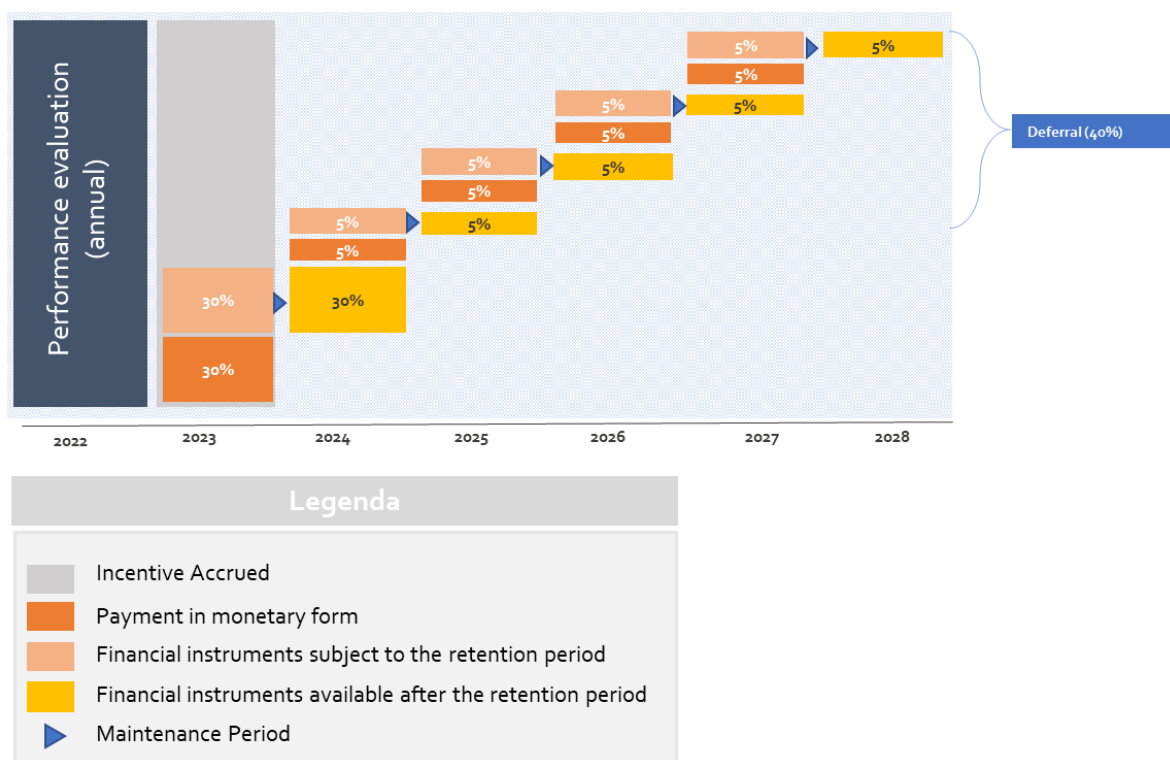 Performance evaluation
(annual)
5%
5%
5%
5%
5%
5%
5%
5%
5%
5%
5%
5%
30%
30%
30%
Deferral (40%)
2022
2023
2024
2025
2026
2027
2028
Legenda
Incentive Accrued
Payment in monetary form
Financial instruments subject to the retention period
Financial instruments available after the retention period
Maintenance Period